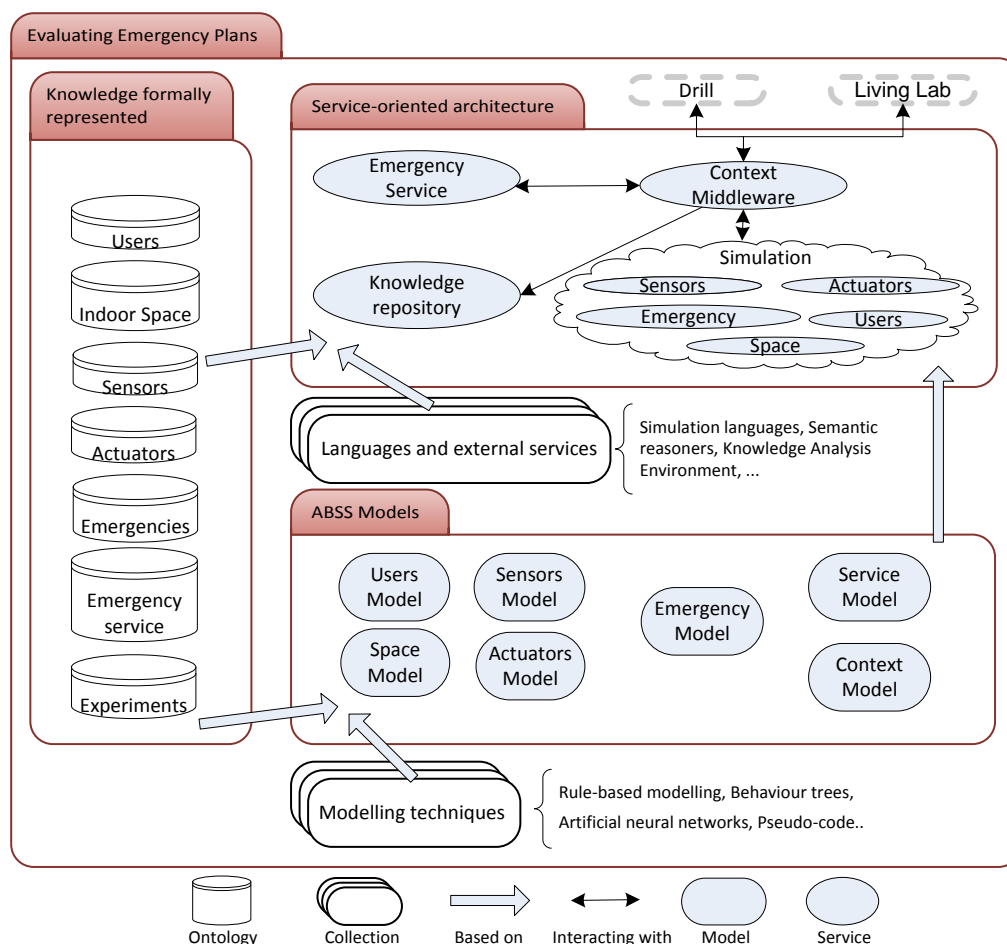 Evaluating Emergency Plans
Knowledge formally
represented
Users
Indoor Space
Sensors
Actuators
Emergencies
Emergency
service
Experiments
Service-oriented architecture
Drill
Living Lab
Emergency
Service
Context
Middleware
Knowledge
repository
Simulation
Sensors
Actuators
Emergency
Users
Space
Languages and external services
Simulation languages, Semantic
reasoners, Knowledge Analysis
Environment, ...
ABSS Models
Users
Model
Sensors
Model
Emergency
Model
Service
Model
Space
Model
Actuators
Model
Context
Model
Modelling techniques
Rule-based modelling, Behaviour trees,
Artificial neural networks, Pseudo-code..
Ontology
Collection
Based on
Interacting with
Model
Service